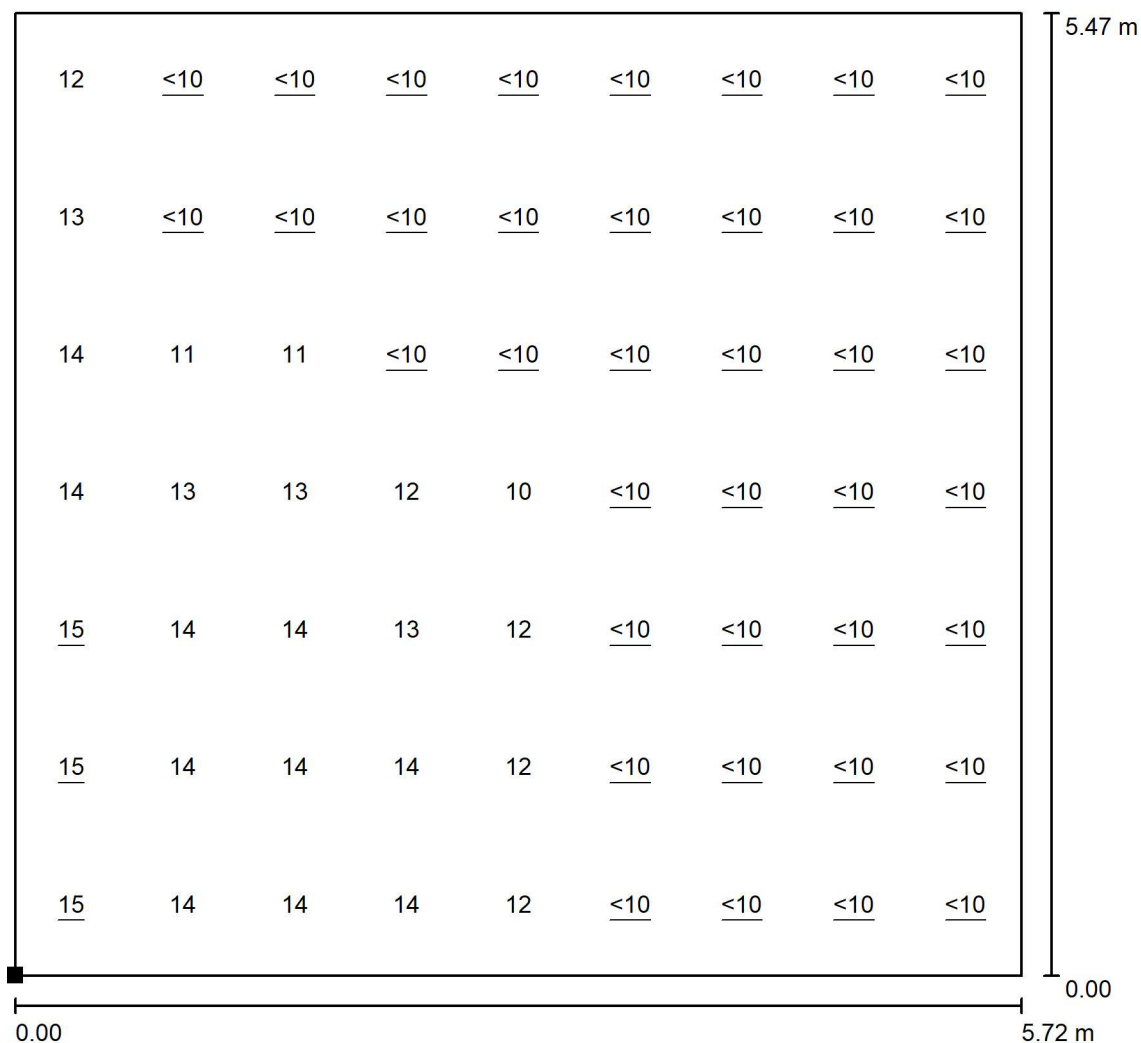 5.47 m
12 <10 <10 <10 <10 <10 <10 <10 <10
13 <10 <10 <10 <10 <10 <10 <10 <10
14 11 11 <10 <10 <10 <10 <10 <10
14 13 13 12 10 <10 <10 <10 <10
15 14 14 13 12 <10 <10 <10 <10
15 14 14 14 12 <10 <10 <10 <10
15 14 14 14 12 <10 <10 <10 <10
0.00
0.00 5.72 m